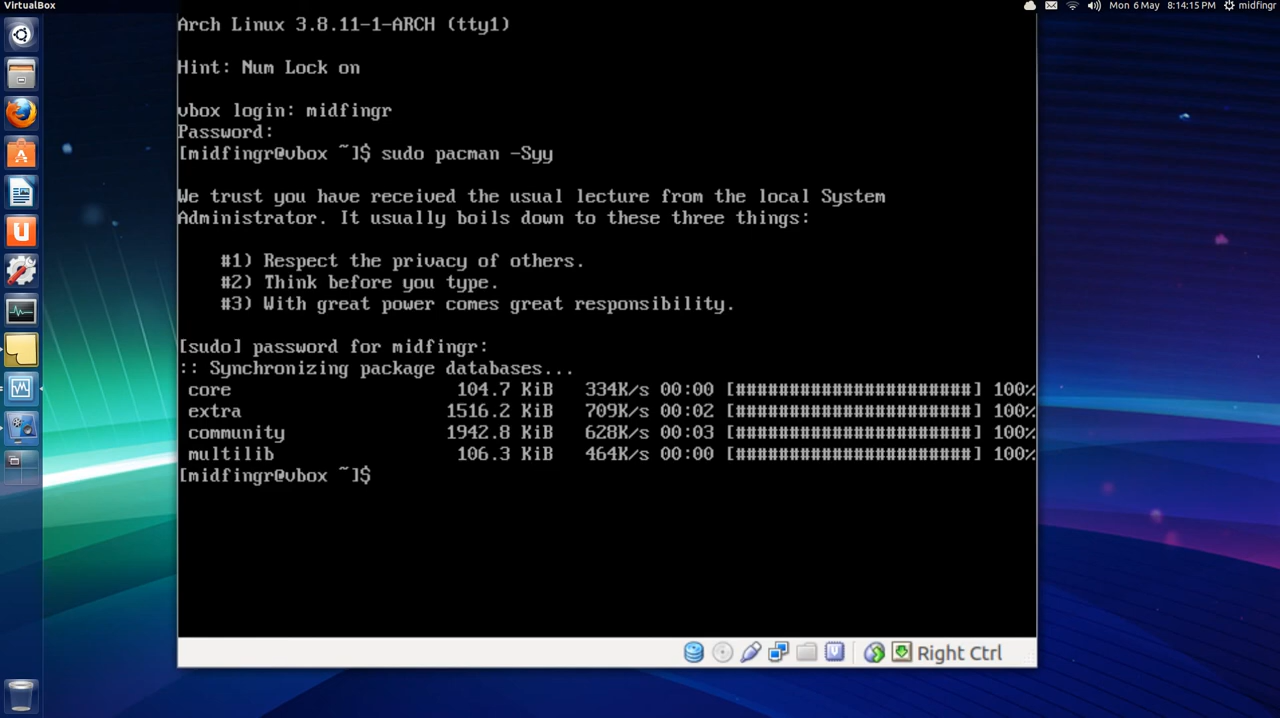 VirtualBox
Mon 6 May 8:14:15 PM midfingr
Arch Linux 3.8.11-1-ARCH (tty1)
Hint: Num Lock on
vbox login: midfingr
Password:
[midfingr@vbox ~]$ sudo pacman -Syy
We trust you have received the usual lecture from the local System
Administrator. It usually boils down to these three things:
#1) Respect the privacy of others.
#2) Think before you type.
#3) With great power comes great responsibility.
[sudo] password for midfingr:
:: Synchronizing package databases...
core 104.7 KiB 334K/s 00:00 [######################] 100%
extra 1516.2 KiB 709K/s 00:02 [######################] 100%
community 1942.8 KiB 628K/s 00:03 [######################] 100%
multilib 106.3 KiB 464K/s 00:00 [######################] 100%
[midfingr@vbox ~]$
Right Ctrl